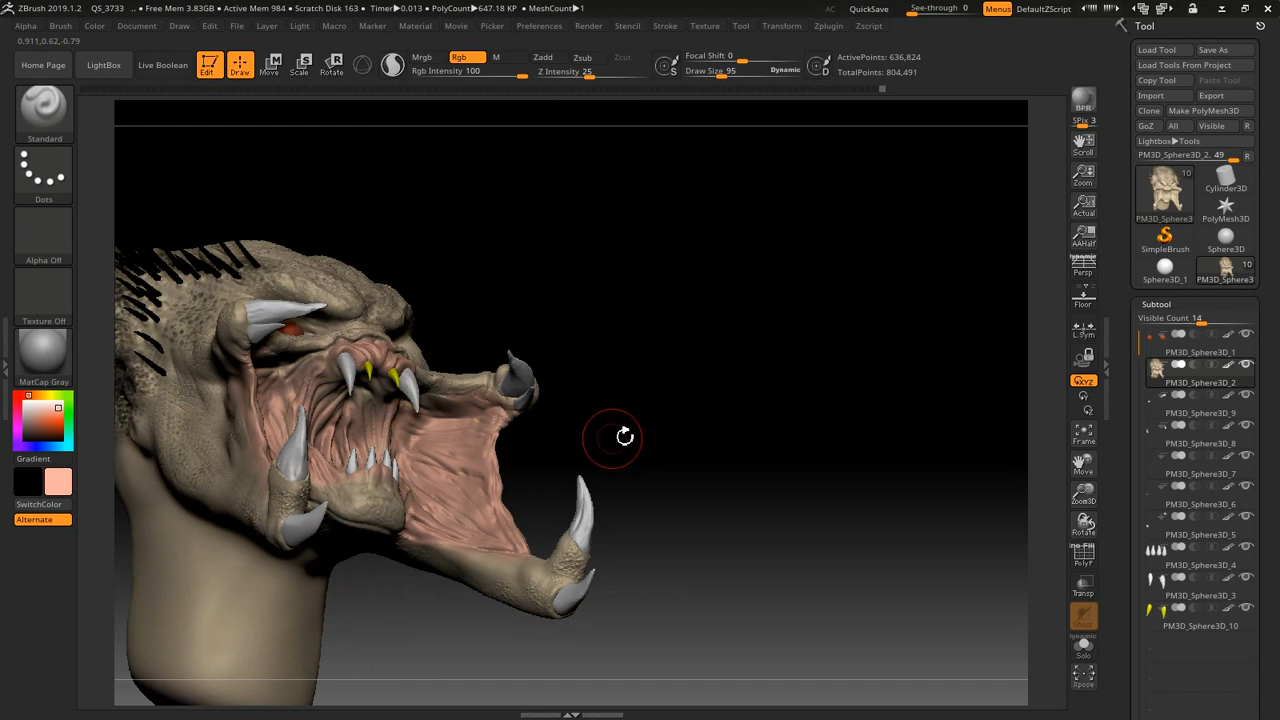 ZBrush 2019.1.2 QS_3733 .. • Free Mem 3.83GB • Active Mem 984 • Scratch Disk 163 • Timer▶0.013 • PolyCount▶647.18 KP • MeshCount▶1 AC QuickSave See-through 0 Menus DefaultZScript
Alpha Brush Color Document Draw Edit File Layer Light Macro Marker Material Movie Picker Preferences Render Stencil Stroke Texture Tool Transform Zplugin Zscript
Tool
0.911,0.62,-0.79
Home Page LightBox Live Boolean Edit Draw Move Scale Rotate
Mrgb Rgb M Zadd Zsub Zcut
Rgb Intensity 100 Z Intensity 25
Focal Shift 0
Draw Size 95 Dynamic
S D
ActivePoints: 636,824
TotalPoints: 804,491
Load Tool Save As
Load Tools From Project
Copy Tool Paste Tool
Import Export
Clone Make PolyMesh3D
GoZ All Visible R
Lightbox▶Tools
PM3D_Sphere3D_2. 49 R
10
Cylinder3D
PM3D_Sphere3 PolyMesh3D
SimpleBrush Sphere3D
10
Sphere3D_1 PM3D_Sphere3
Subtool
Visible Count 14
PM3D_Sphere3D_1
PM3D_Sphere3D_2
PM3D_Sphere3D_9
PM3D_Sphere3D_8
PM3D_Sphere3D_7
PM3D_Sphere3D_6
PM3D_Sphere3D_5
PM3D_Sphere3D_4
PM3D_Sphere3D_3
PM3D_Sphere3D_10
Standard
Dots
Alpha Off
Texture Off
MatCap Gray
Gradient
SwitchColor
Alternate
BPR
SPix 3
Scroll
Zoom
Actual
AAHalf
Dynamic
Persp
Floor
L.Sym
XYZ
Frame
Move
Zoom3D
Rotate
Line Fill
PolyF
Transp
Ghost
Dynamic
Solo
Xpose